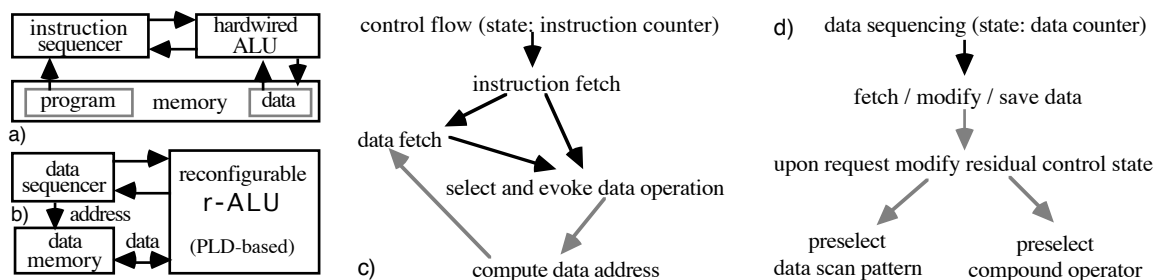 instruction
sequencer
hardwired
ALU
program
memory
data
a)
data
sequencer
b)
address
data
memory
data
reconfigurable
r-ALU
(PLD-based)
control flow (state: instruction counter)
instruction fetch
data fetch
select and evoke data operation
c)
compute data address
d)
data sequencing (state: data counter)
fetch / modify / save data
upon request modify residual control state
preselect
data scan pattern
preselect
compound operator